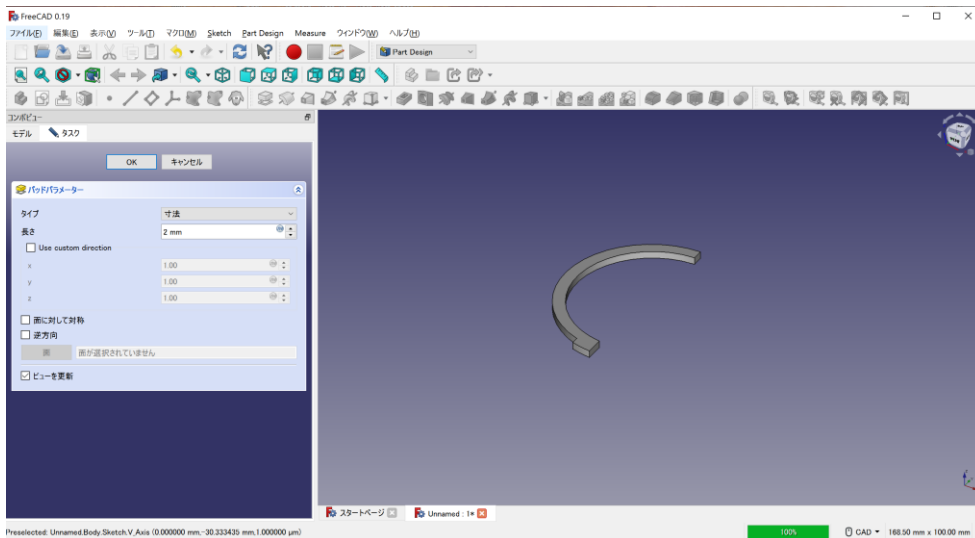 FreeCAD 0.19
ファイル(F) 編集(E) 表示(V) ツール(T) マクロ(M) Sketch Part Design Measure ウィンドウ(W) ヘルプ(H)
Part Design
コンボビュー
モデル タスク
OK キャンセル
パッドパラメーター
タイプ 寸法
長さ 2 mm
Use custom direction
x 1.00
y 1.00
z 1.00
面に対して対称
逆方向
面 面が選択されていません
ビューを更新
スタートページ Unnamed : 1*
Preselected: Unnamed.Body.Sketch.V_Axis (0.000000 mm,-30.333435 mm,1.000000 μm) 100% CAD 168.50 mm x 100.00 mm